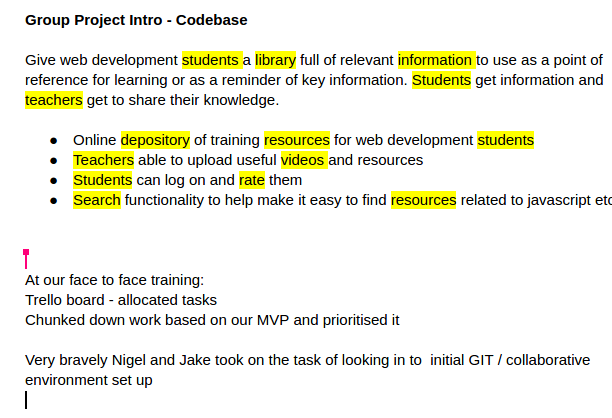 Group Project Intro - Codebase
Give web development students a library full of relevant information to use as a point of
reference for learning or as a reminder of key information. Students get information and
teachers get to share their knowledge.
● Online depository of training resources for web development students
● Teachers able to upload useful videos and resources
● Students can log on and rate them
● Search functionality to help make it easy to find resources related to javascript etc
At our face to face training:
Trello board - allocated tasks
Chunked down work based on our MVP and prioritised it
Very bravely Nigel and Jake took on the task of looking in to  initial GIT / collaborative
environment set up